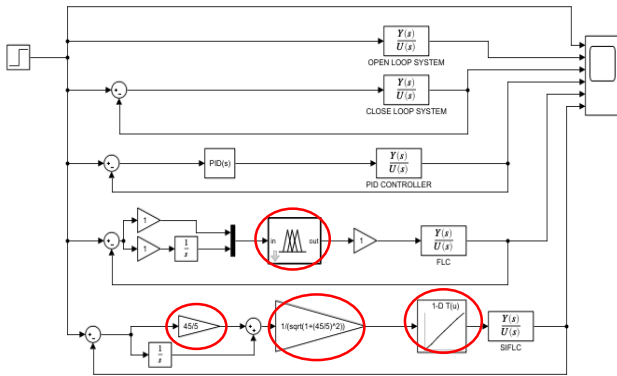 Y(s)
U(s)
OPEN LOOP SYSTEM
Y(s)
U(s)
CLOSE LOOP SYSTEM
PID(s)
Y(s)
U(s)
PID CONTROLLER
1
1
1
s
in
out
1
Y(s)
U(s)
FLC
45/5
1
s
1/(sqrt(1+(45/5)^2))
1-D T(u)
Y(s)
U(s)
SIFLC